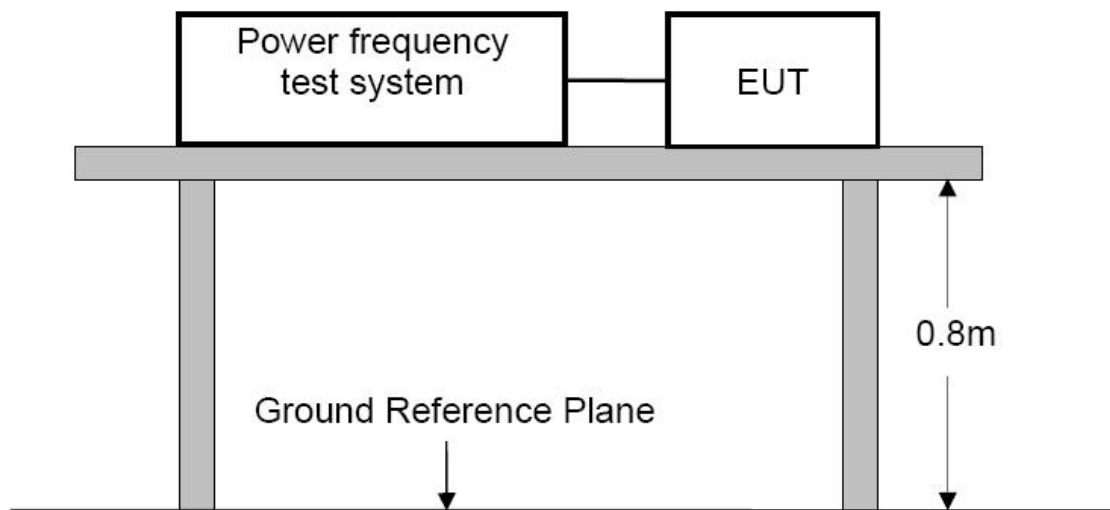 Power frequency
test system
EUT
0.8m
Ground Reference Plane